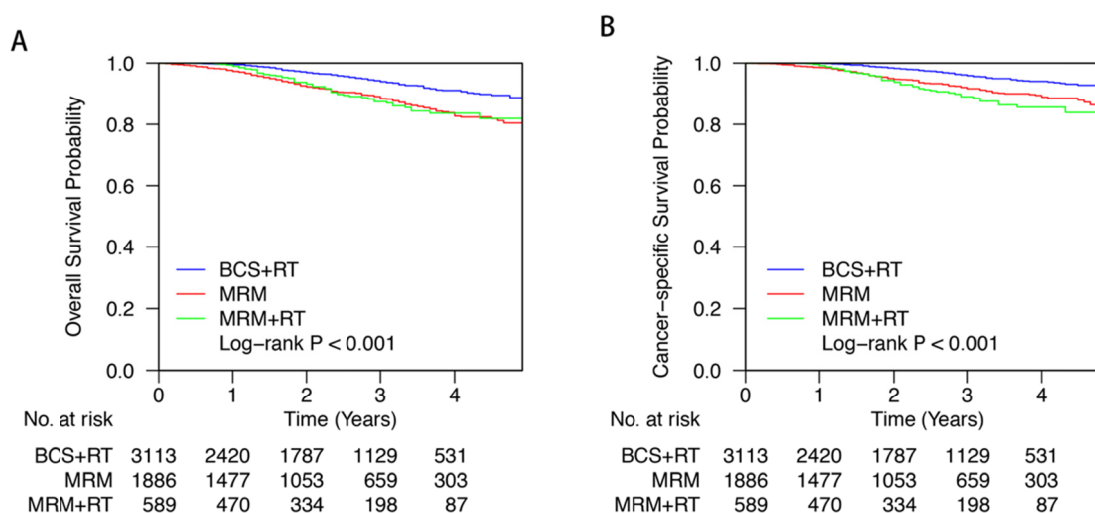 A
Overall Survival Probability
1.0
0.8
0.6
0.4
0.2
0.0
BCS+RT
MRM
MRM+RT
Log-rank P < 0.001
0 1 2 3 4
No. at risk Time (Years)
BCS+RT 3113 2420 1787 1129 531
MRM 1886 1477 1053 659 303
MRM+RT 589 470 334 198 87
B
Cancer-specific Survival Probability
1.0
0.8
0.6
0.4
0.2
0.0
BCS+RT
MRM
MRM+RT
Log-rank P < 0.001
0 1 2 3 4
No. at risk Time (Years)
BCS+RT 3113 2420 1787 1129 531
MRM 1886 1477 1053 659 303
MRM+RT 589 470 334 198 87